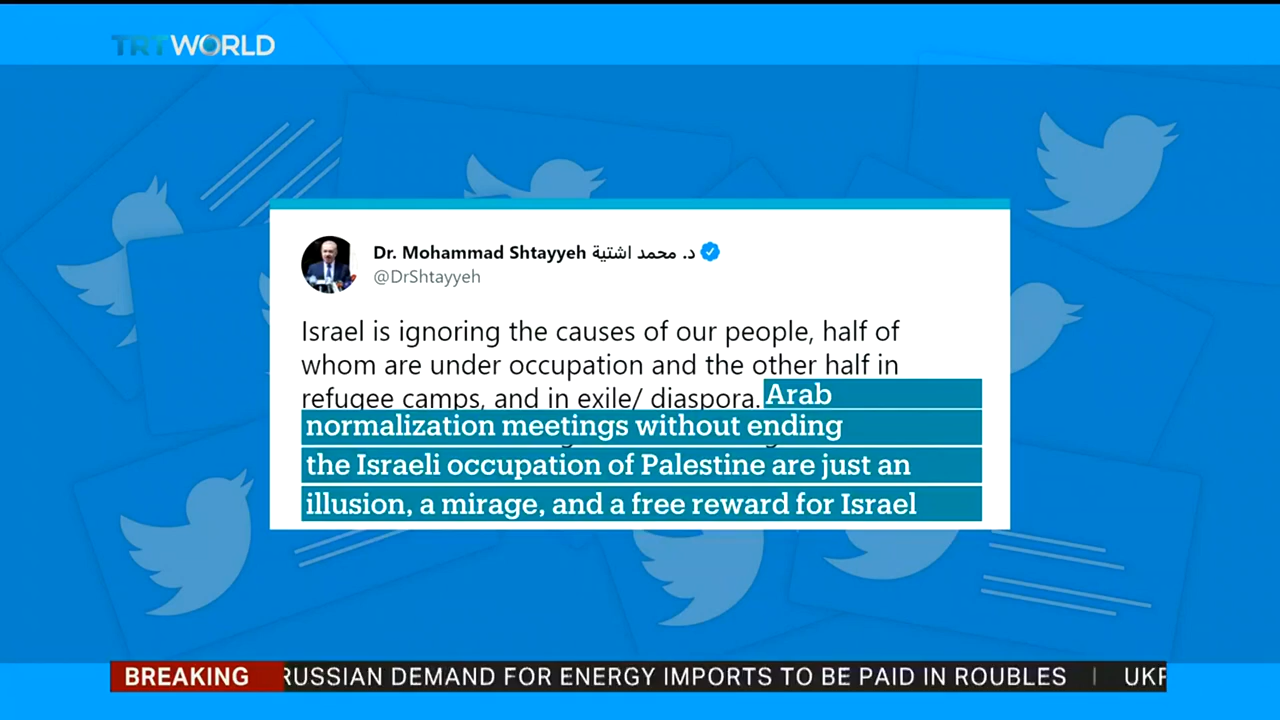 TRT WORLD
Dr. Mohammad Shtayyeh د. محمد اشتية
@DrShtayyeh
Israel is ignoring the causes of our people, half of
whom are under occupation and the other half in
refugee camps, and in exile/ diaspora. Arab
normalization meetings without ending
the Israeli occupation of Palestine are just an
illusion, a mirage, and a free reward for Israel
BREAKING RUSSIAN DEMAND FOR ENERGY IMPORTS TO BE PAID IN ROUBLES |